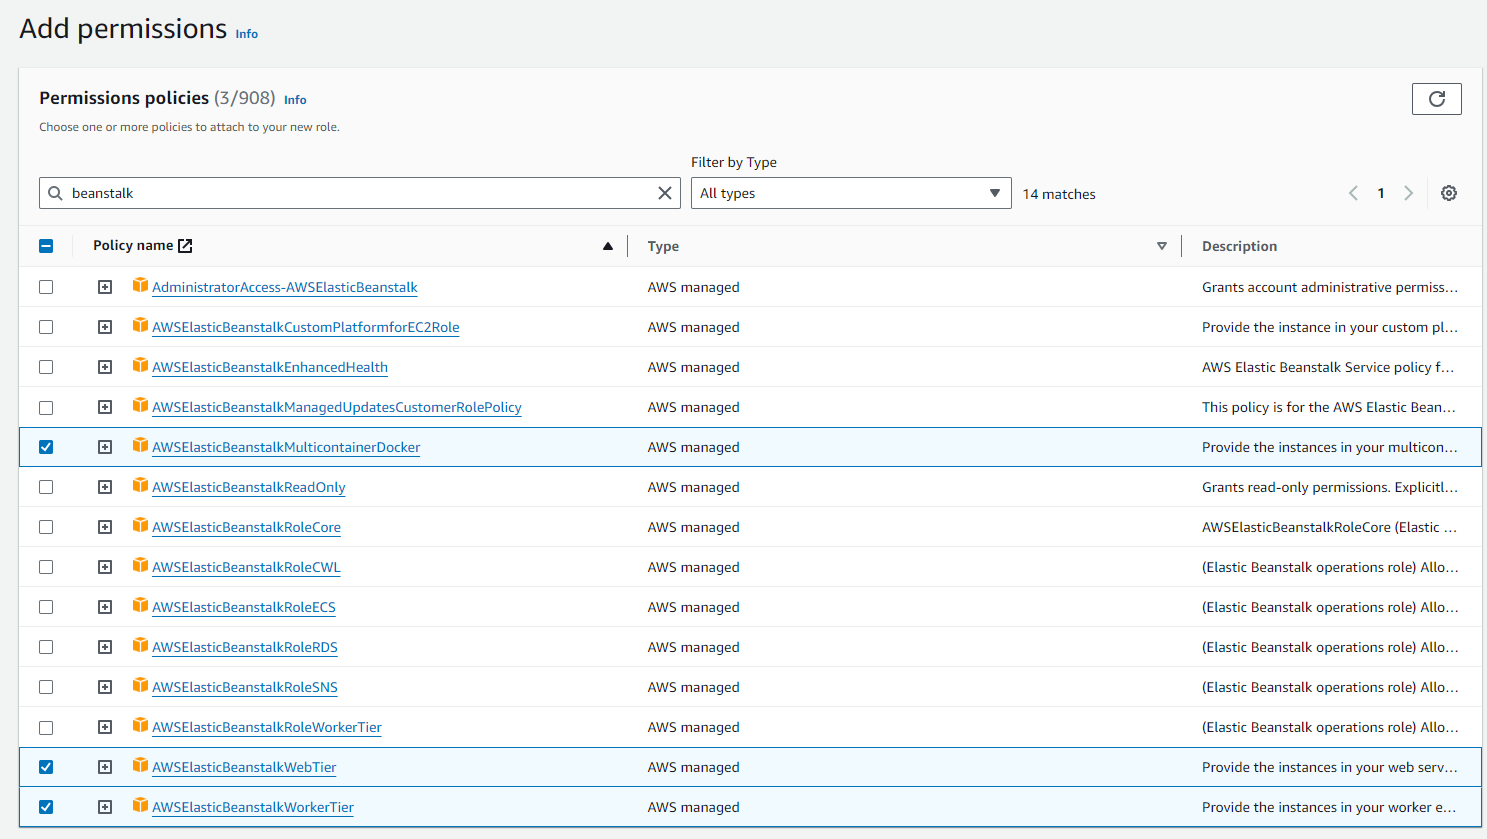 Add permissions Info
Permissions policies (3/908) Info
Choose one or more policies to attach to your new role.
Filter by Type
beanstalk All types 14 matches 1
Policy name Type Description
AdministratorAccess-AWSElasticBeanstalk AWS managed Grants account administrative permiss...
AWSElasticBeanstalkCustomPlatformforEC2Role AWS managed Provide the instance in your custom pl...
AWSElasticBeanstalkEnhancedHealth AWS managed AWS Elastic Beanstalk Service policy f...
AWSElasticBeanstalkManagedUpdatesCustomerRolePolicy AWS managed This policy is for the AWS Elastic Bean...
AWSElasticBeanstalkMulticontainerDocker AWS managed Provide the instances in your multicon...
AWSElasticBeanstalkReadOnly AWS managed Grants read-only permissions. Explicitl...
AWSElasticBeanstalkRoleCore AWS managed AWSElasticBeanstalkRoleCore (Elastic ...
AWSElasticBeanstalkRoleCWL AWS managed (Elastic Beanstalk operations role) Allo...
AWSElasticBeanstalkRoleECS AWS managed (Elastic Beanstalk operations role) Allo...
AWSElasticBeanstalkRoleRDS AWS managed (Elastic Beanstalk operations role) Allo...
AWSElasticBeanstalkRoleSNS AWS managed (Elastic Beanstalk operations role) Allo...
AWSElasticBeanstalkRoleWorkerTier AWS managed (Elastic Beanstalk operations role) Allo...
AWSElasticBeanstalkWebTier AWS managed Provide the instances in your web serv...
AWSElasticBeanstalkWorkerTier AWS managed Provide the instances in your worker e...